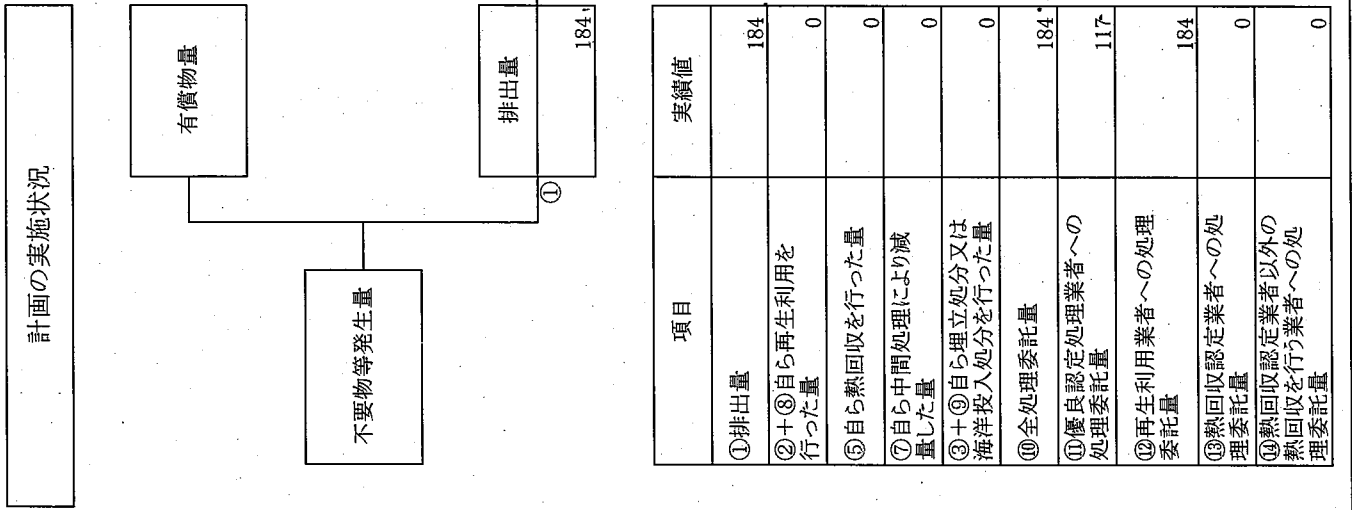 計画の実施状況
有償物量
不要物等発生量
①
排出量
184
項目
実績値
①排出量
184
②+⑧自ら再生利用を
行った量
0
⑤自ら熱回収を行った量
0
⑦自ら中間処理により減
量した量
0
③+⑨自ら埋立処分又は
海洋投入処分を行った量
0
⑩全処理委託量
184
⑪優良認定処理業者への
処理委託量
117
⑫再生利用業者への処理
委託量
184
⑬熱回収認定業者への処
理委託量
0
⑭熱回収認定業者以外の
熱回収を行う業者への処
理委託量
0